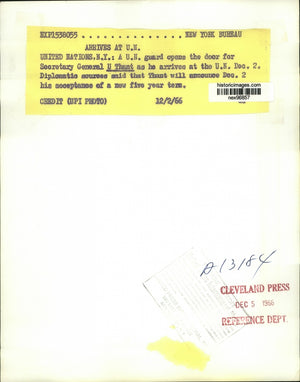 NXP1538055 . . . . . . . . . . . . . . . NEW YORK BUREAU
ARRIVES AT U.N.
UNITED NATIONS,N.Y.: A U.N. guard opens the door for
Secretary General U Thant as he arrives at the U.N. Dec. 2.
Diplomatic sources said that Thant will announce Dec. 2
his acceptance of a new five year term.
CREDIT (UPI PHOTO) 12/2/66
historicimages.com
nex96857
D13184
CLEVELAND PRESS
DEC 5 1966
REFERENCE DEPT.